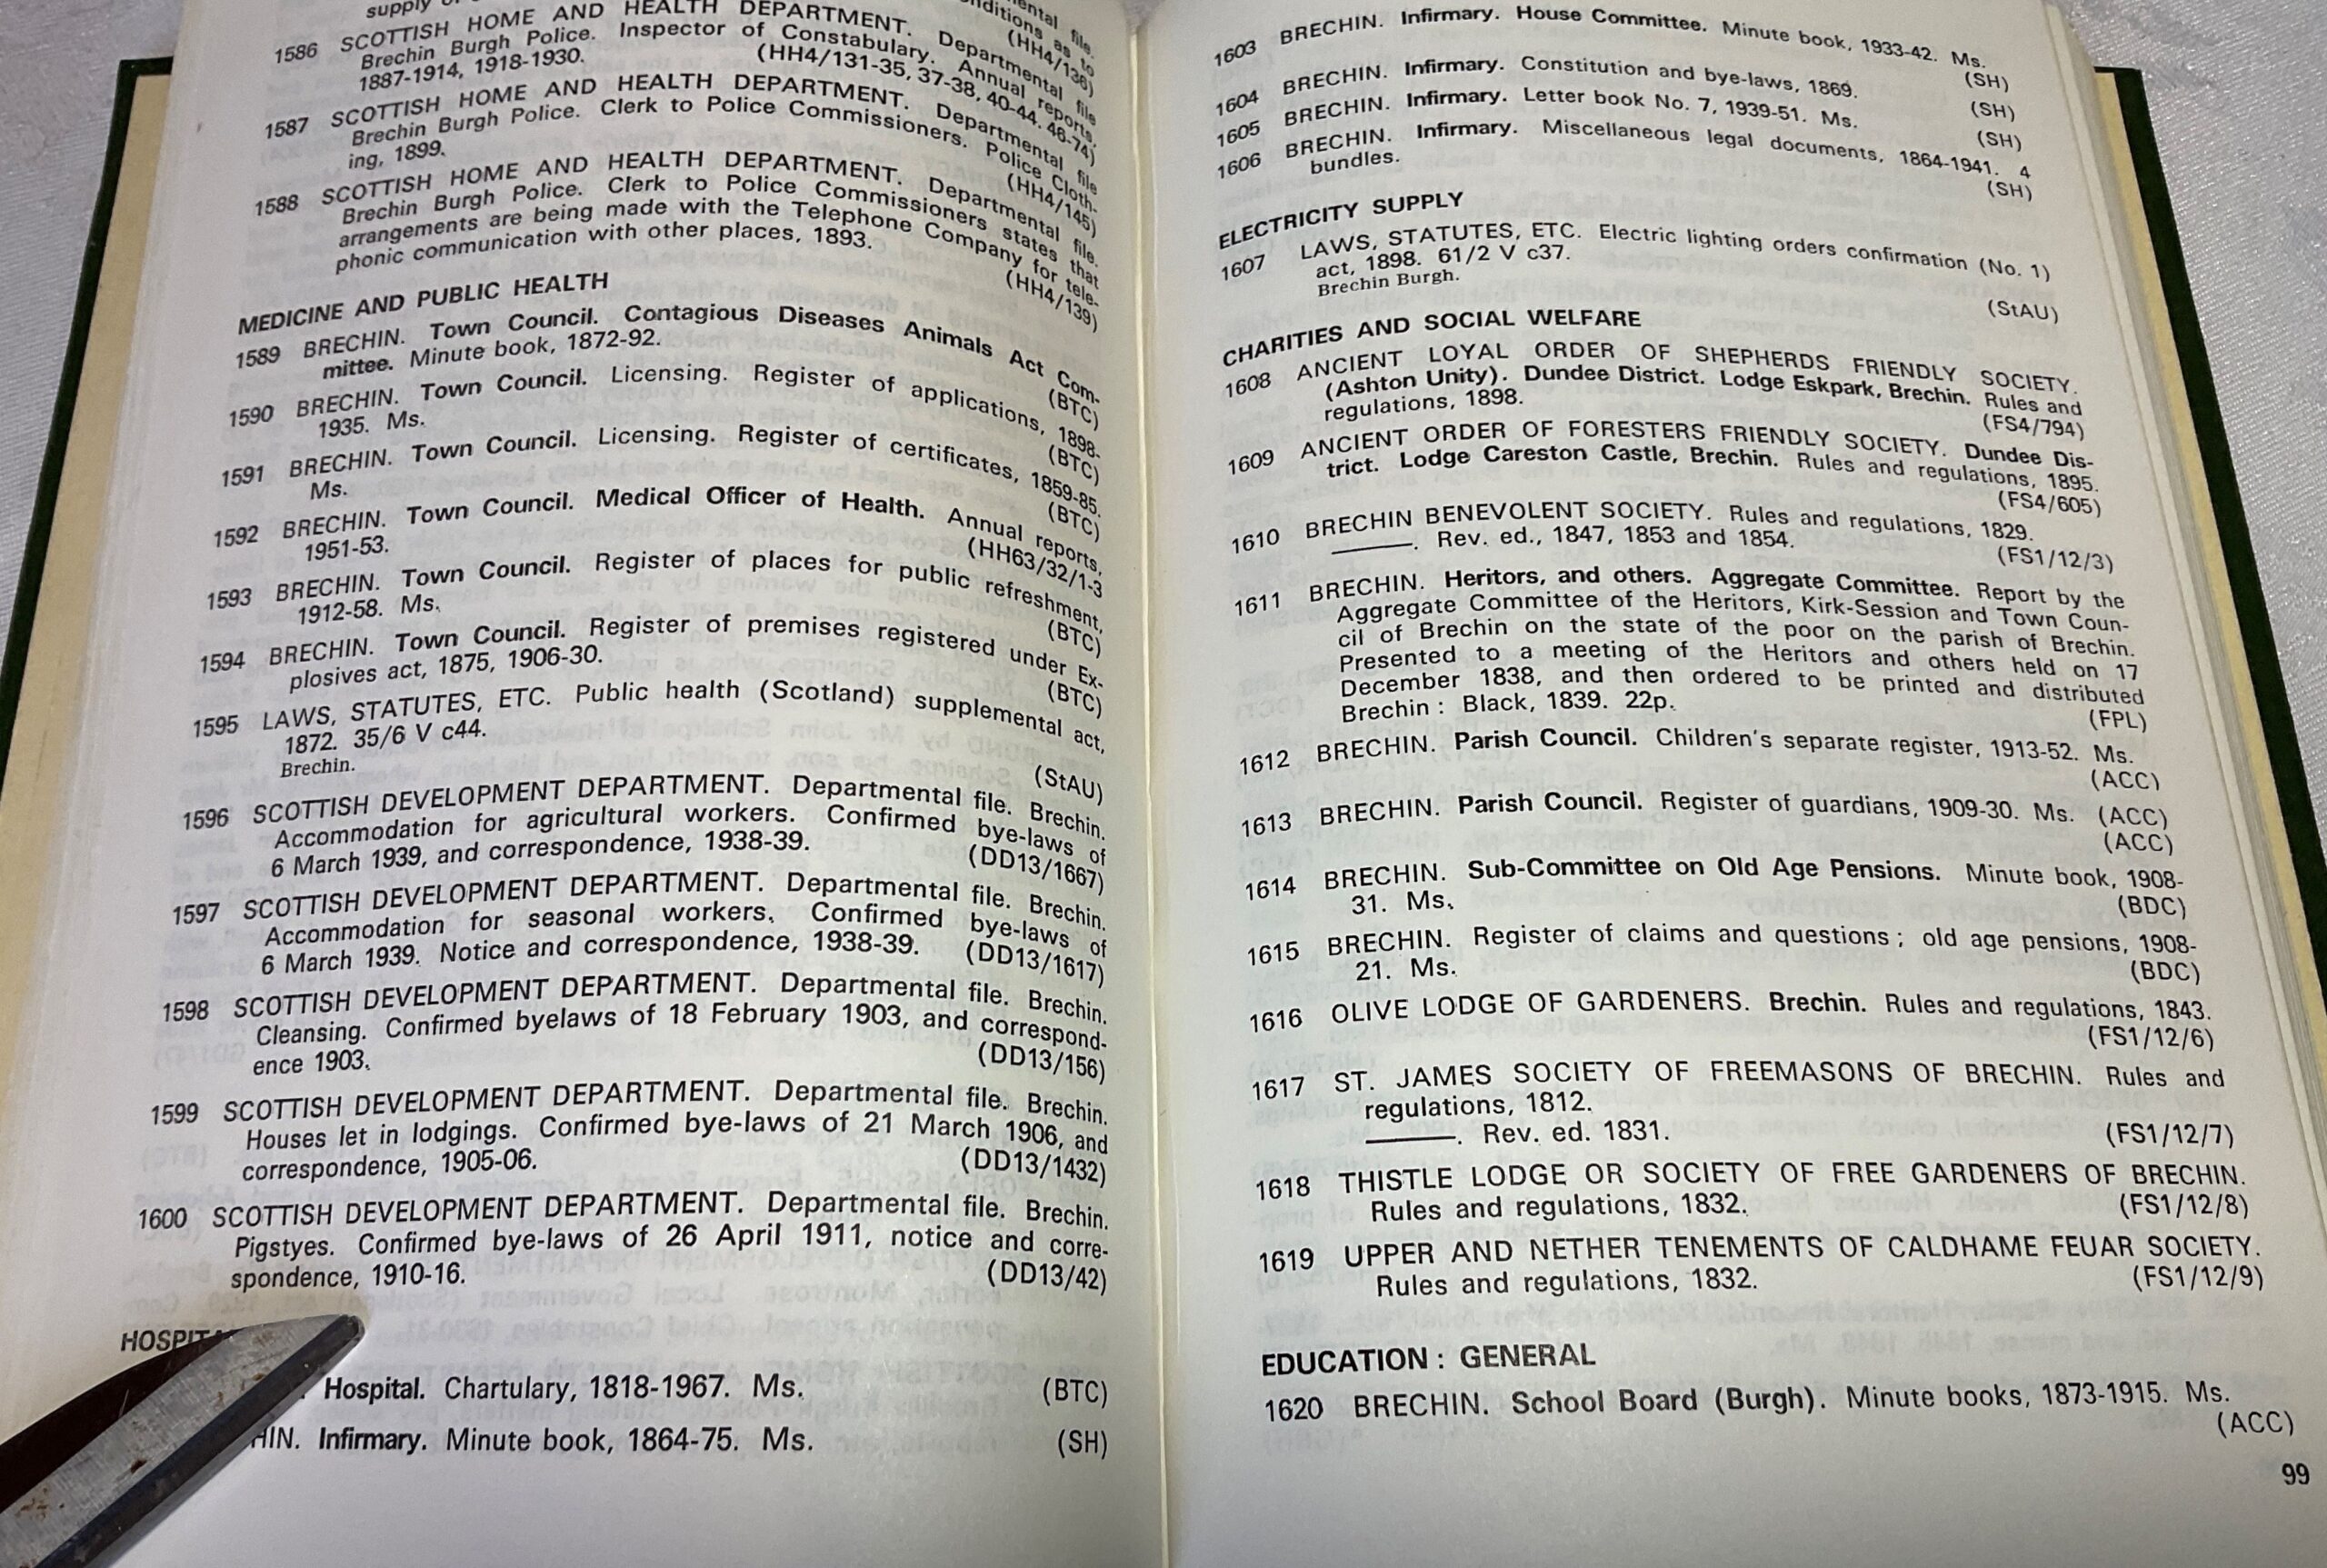 supply
ental file.
nditions as to
(HH4/136)
1586 SCOTTISH HOME AND HEALTH DEPARTMENT. Departmental file
Brechin Burgh Police. Inspector of Constabulary. Annual reports,
1887-1914, 1918-1930. (HH4/131-35, 37-38, 40-44, 46-74)
1587 SCOTTISH HOME AND HEALTH DEPARTMENT. Departmental file
Brechin Burgh Police. Clerk to Police Commissioners. Police Cloth-
ing, 1899. (HH4/145)
1588 SCOTTISH HOME AND HEALTH DEPARTMENT. Departmental file.
Brechin Burgh Police. Clerk to Police Commissioners states that
arrangements are being made with the Telephone Company for tele-
phonic communication with other places, 1893. (HH4/139)
MEDICINE AND PUBLIC HEALTH
1589 BRECHIN. Town Council. Contagious Diseases Animals Act Com-
mittee. Minute book, 1872-92. (BTC)
1590 BRECHIN. Town Council. Licensing. Register of applications, 1898-
1935. Ms. (BTC)
1591 BRECHIN. Town Council. Licensing. Register of certificates, 1859-85.
Ms. (BTC)
1592 BRECHIN. Town Council. Medical Officer of Health. Annual reports,
1951-53. (HH63/32/1-3
1593 BRECHIN. Town Council. Register of places for public refreshment,
1912-58. Ms. (BTC)
1594 BRECHIN. Town Council. Register of premises registered under Ex-
plosives act, 1875, 1906-30. (BTC)
1595 LAWS, STATUTES, ETC. Public health (Scotland) supplemental act,
1872. 35/6 V c44.
Brechin. (StAU)
1596 SCOTTISH DEVELOPMENT DEPARTMENT. Departmental file. Brechin.
Accommodation for agricultural workers. Confirmed bye-laws of
6 March 1939, and correspondence, 1938-39. (DD13/1667)
1597 SCOTTISH DEVELOPMENT DEPARTMENT. Departmental file. Brechin.
Accommodation for seasonal workers. Confirmed bye-laws of
6 March 1939. Notice and correspondence, 1938-39. (DD13/1617)
1598 SCOTTISH DEVELOPMENT DEPARTMENT. Departmental file. Brechin.
Cleansing. Confirmed byelaws of 18 February 1903, and correspond-
ence 1903. (DD13/156)
1599 SCOTTISH DEVELOPMENT DEPARTMENT. Departmental file. Brechin.
Houses let in lodgings. Confirmed bye-laws of 21 March 1906, and
correspondence, 1905-06. (DD13/1432)
1600 SCOTTISH DEVELOPMENT DEPARTMENT. Departmental file. Brechin.
Pigstyes. Confirmed bye-laws of 26 April 1911, notice and corre-
spondence, 1910-16. (DD13/42)
HOSPIT
Hospital. Chartulary, 1818-1967. Ms. (BTC)
HIN. Infirmary. Minute book, 1864-75. Ms. (SH)
1603 BRECHIN. Infirmary. House Committee. Minute book, 1933-42. Ms.
(SH)
1604 BRECHIN. Infirmary. Constitution and bye-laws, 1869. (SH)
1605 BRECHIN. Infirmary. Letter book No. 7, 1939-51. Ms. (SH)
1606 BRECHIN. Infirmary. Miscellaneous legal documents, 1864-1941. 4
bundles. (SH)
ELECTRICITY SUPPLY
1607 LAWS, STATUTES, ETC. Electric lighting orders confirmation (No. 1)
act, 1898. 61/2 V c37.
Brechin Burgh. (StAU)
CHARITIES AND SOCIAL WELFARE
1608 ANCIENT LOYAL ORDER OF SHEPHERDS FRIENDLY SOCIETY.
(Ashton Unity). Dundee District. Lodge Eskpark, Brechin. Rules and
regulations, 1898. (FS4/794)
1609 ANCIENT ORDER OF FORESTERS FRIENDLY SOCIETY. Dundee Dis-
trict. Lodge Careston Castle, Brechin. Rules and regulations, 1895.
(FS4/605)
1610 BRECHIN BENEVOLENT SOCIETY. Rules and regulations, 1829.
———. Rev. ed., 1847, 1853 and 1854. (FS1/12/3)
1611 BRECHIN. Heritors, and others. Aggregate Committee. Report by the
Aggregate Committee of the Heritors, Kirk-Session and Town Coun-
cil of Brechin on the state of the poor on the parish of Brechin.
Presented to a meeting of the Heritors and others held on 17
December 1838, and then ordered to be printed and distributed
Brechin : Black, 1839. 22p. (FPL)
1612 BRECHIN. Parish Council. Children's separate register, 1913-52. Ms.
(ACC)
1613 BRECHIN. Parish Council. Register of guardians, 1909-30. Ms. (ACC)
(ACC)
1614 BRECHIN. Sub-Committee on Old Age Pensions. Minute book, 1908-
31. Ms. (BDC)
1615 BRECHIN. Register of claims and questions ; old age pensions, 1908-
21. Ms. (BDC)
1616 OLIVE LODGE OF GARDENERS. Brechin. Rules and regulations, 1843.
(FS1/12/6)
1617 ST. JAMES SOCIETY OF FREEMASONS OF BRECHIN. Rules and
regulations, 1812.
———. Rev. ed. 1831. (FS1/12/7)
1618 THISTLE LODGE OR SOCIETY OF FREE GARDENERS OF BRECHIN.
Rules and regulations, 1832. (FS1/12/8)
1619 UPPER AND NETHER TENEMENTS OF CALDHAME FEUAR SOCIETY.
Rules and regulations, 1832. (FS1/12/9)
EDUCATION : GENERAL
1620 BRECHIN. School Board (Burgh). Minute books, 1873-1915. Ms.
(ACC)
99